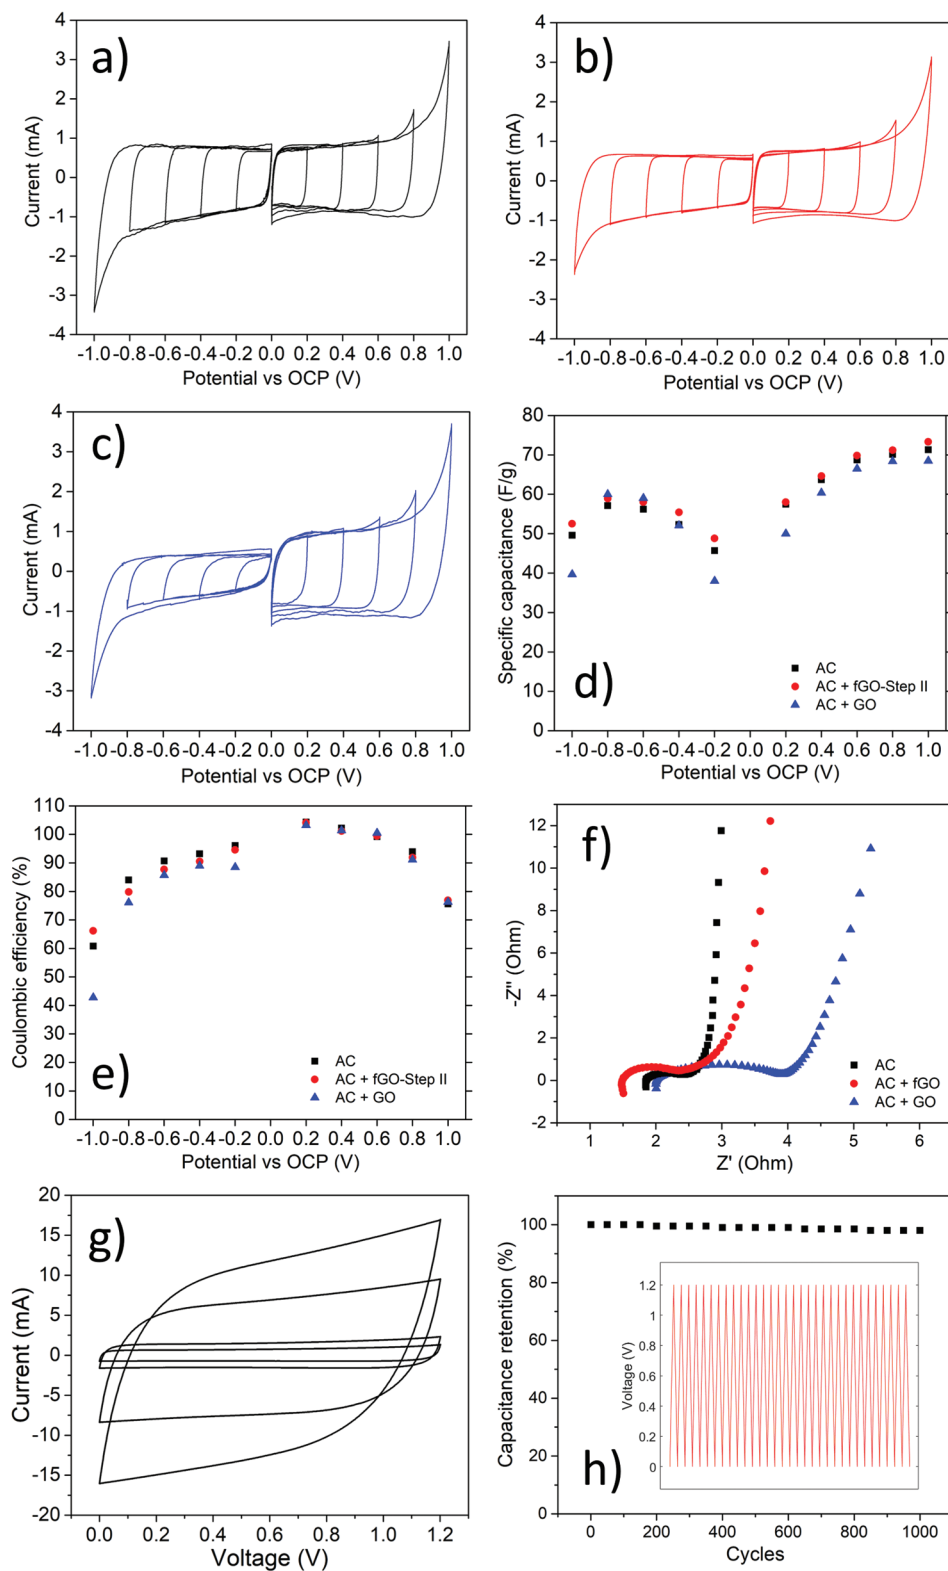 a)
4
3
2
1
0
-1
-2
-3
-4
Current (mA)
-1.0 -0.8 -0.6 -0.4 -0.2 0.0 0.2 0.4 0.6 0.8 1.0
Potential vs OCP (V)
b)
4
3
2
1
0
-1
-2
-3
-4
Current (mA)
-1.0 -0.8 -0.6 -0.4 -0.2 0.0 0.2 0.4 0.6 0.8 1.0
Potential vs OCP (V)
c)
4
3
2
1
0
-1
-2
-3
-4
Current (mA)
-1.0 -0.8 -0.6 -0.4 -0.2 0.0 0.2 0.4 0.6 0.8 1.0
Potential vs OCP (V)
d)
80
70
60
50
40
30
20
10
0
Specific capacitance (F/g)
AC
AC + fGO-Step II
AC + GO
-1.0 -0.8 -0.6 -0.4 -0.2 0.0 0.2 0.4 0.6 0.8 1.0
Potential vs OCP (V)
e)
110
100
90
80
70
60
50
40
30
20
10
0
Coulombic efficiency (%)
AC
AC + fGO-Step II
AC + GO
-1.0 -0.8 -0.6 -0.4 -0.2 0.0 0.2 0.4 0.6 0.8 1.0
Potential vs OCP (V)
f)
12
10
8
6
4
2
0
-2
-Z'' (Ohm)
AC
AC + fGO
AC + GO
1 2 3 4 5 6
Z' (Ohm)
g)
20
15
10
5
0
-5
-10
-15
-20
Current (mA)
0.0 0.2 0.4 0.6 0.8 1.0 1.2
Voltage (V)
h)
100
80
60
40
20
0
Capacitance retention (%)
1.2
1
0.8
0.6
0.4
0.2
0
Voltage (V)
0 200 400 600 800 1000
Cycles